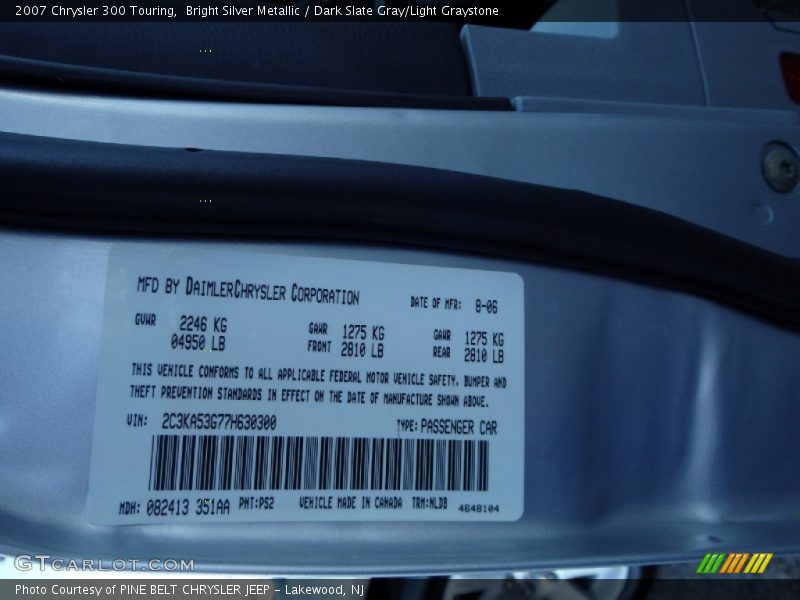 2007 Chrysler 300 Touring,  Bright Silver Metallic / Dark Slate Gray/Light Graystone
MFD BY DAIMLERCHRYSLER CORPORATION
DATE OF MFR: 8-06
GVWR 2246 KG
04950 LB
GAWR 1275 KG
FRONT 2810 LB
GAWR 1275 KG
REAR 2810 LB
THIS VEHICLE CONFORMS TO ALL APPLICABLE FEDERAL MOTOR VEHICLE SAFETY, BUMPER AND
THEFT PREVENTION STANDARDS IN EFFECT ON THE DATE OF MANUFACTURE SHOWN ABOVE.
VIN: 2C3KA53G77H630300
TYPE: PASSENGER CAR
MDH: 082413 351AA PNT:PS2 VEHICLE MADE IN CANADA TRM:NLDB 4648104
GTCARLOT.COM
Photo Courtesy of PINE BELT CHRYSLER JEEP - Lakewood, NJ